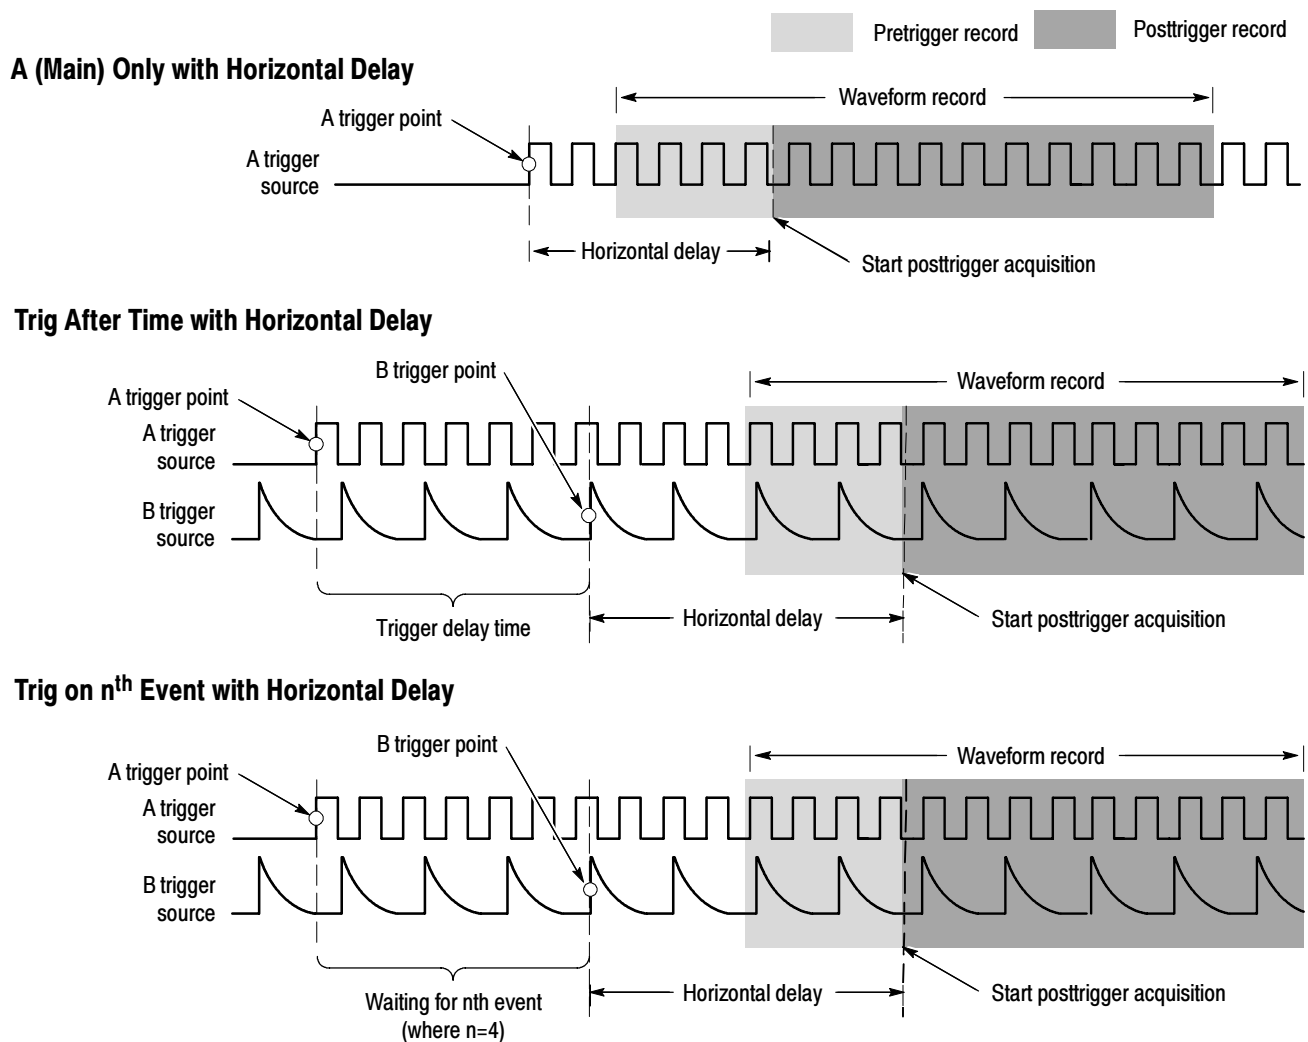 Pretrigger record
Posttrigger record
A (Main) Only with Horizontal Delay
Waveform record
A trigger point
A trigger
source
Horizontal delay
Start posttrigger acquisition
Trig After Time with Horizontal Delay
B trigger point
Waveform record
A trigger point
A trigger
source
B trigger
source
Trigger delay time
Horizontal delay
Start posttrigger acquisition
Trig on nth Event with Horizontal Delay
B trigger point
Waveform record
A trigger point
A trigger
source
B trigger
source
Waiting for nth event
(where n=4)
Horizontal delay
Start posttrigger acquisition